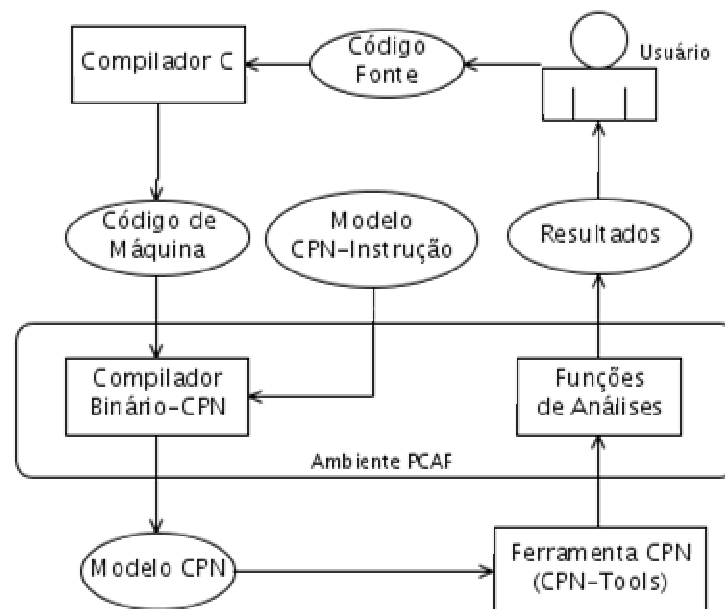 Compilador C
Código
Fonte
Usuário
Código de
Máquina
Modelo
CPN-Instrução
Resultados
Compilador
Binário-CPN
Funções
de Análises
Ambiente PCAF
Modelo CPN
Ferramenta CPN
(CPN-Tools)